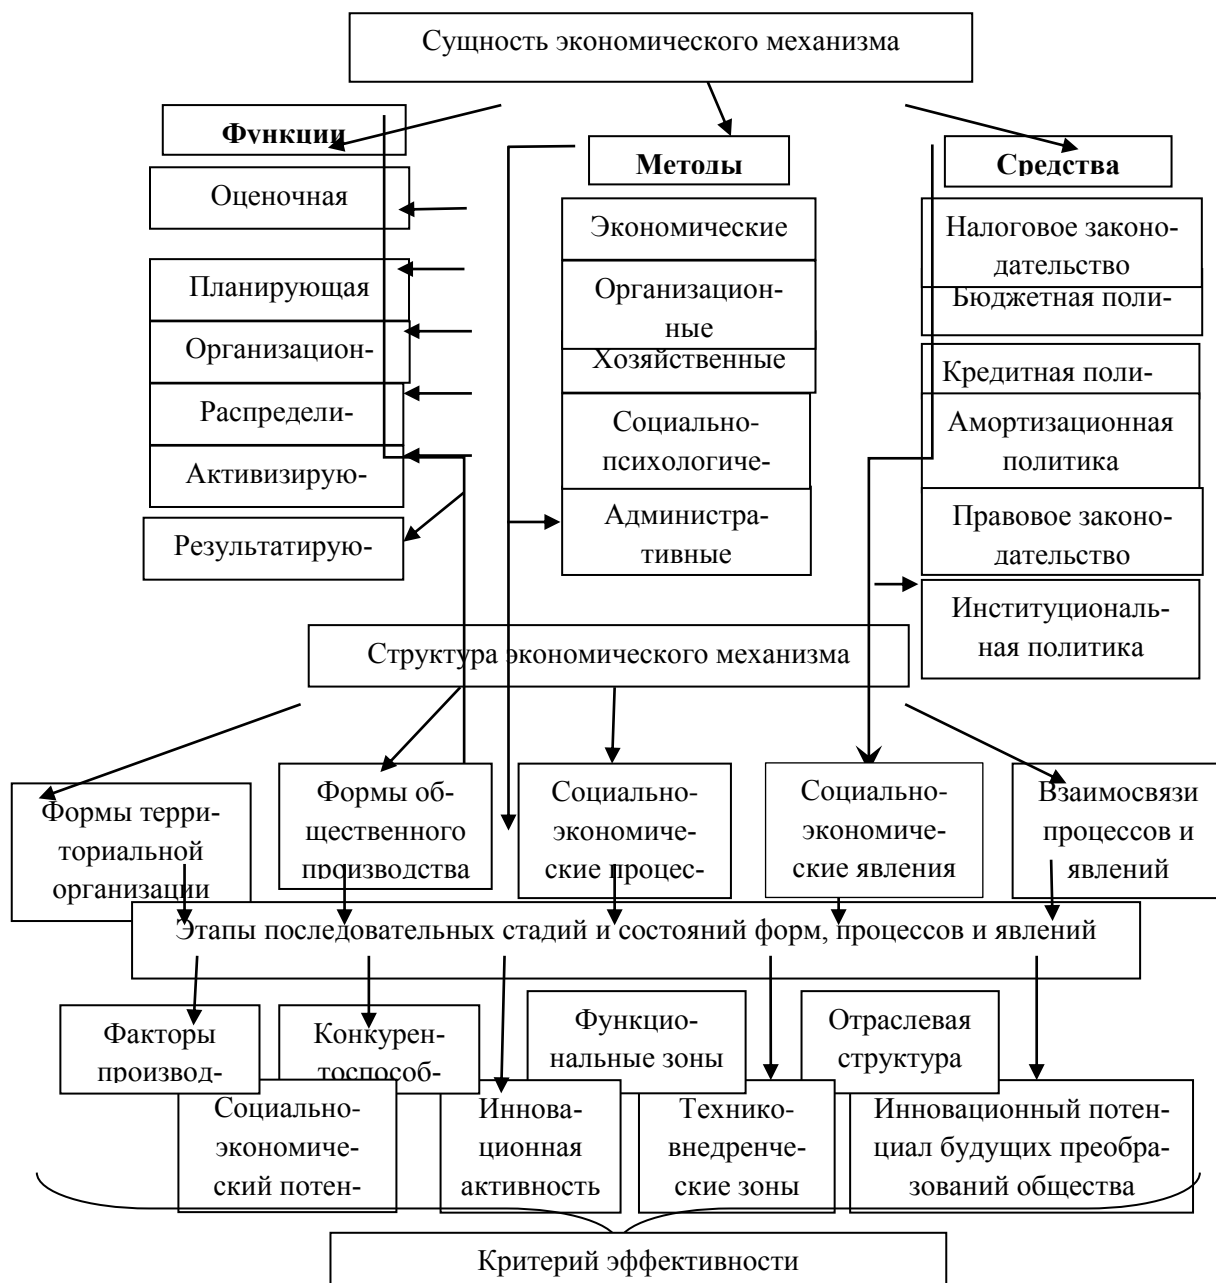 Сущность экономического механизма
Функции
Оценочная
Планирующая
Организацион-
Распредели-
Активизирую-
Результатирую-
Методы
Экономические
Организацион-
ные
Хозяйственные
Социально-
психологиче-
Администра-
тивные
Средства
Налоговое законо-
дательство
Бюджетная поли-
Кредитная поли-
Амортизационная
политика
Правовое законо-
дательство
Институциональ-
ная политика
Структура экономического механизма
Формы терри-
ториальной
организации
Формы об-
щественного
производства
Социально-
экономиче-
ские процес-
Социально-
экономиче-
ские явления
Взаимосвязи
процессов и
явлений
Этапы последовательных стадий и состояний форм, процессов и явлений
Факторы
производ-
Конкурен-
тоспособ-
Функцио-
нальные зоны
Отраслевая
структура
Социально-
экономиче-
ский потен-
Иннова-
ционная
активность
Технико-
внедренче-
ские зоны
Инновационный потен-
циал будущих преобра-
зований общества
Критерий эффективности